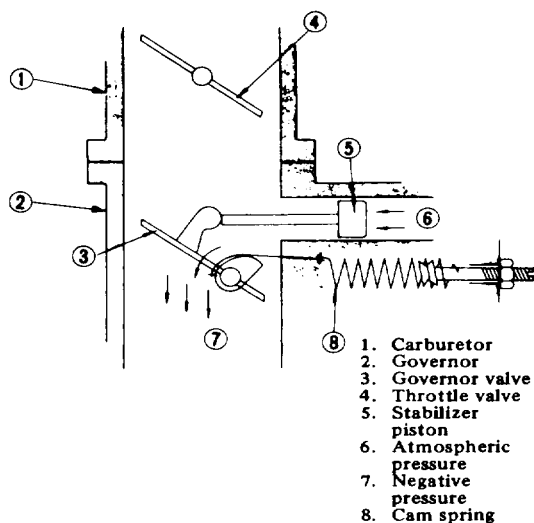 ④
①
⑤
②
⑥
③
⑦
⑧
1. Carburetor
2. Governor
3. Governor valve
4. Throttle valve
5. Stabilizer
piston
6. Atmospheric
pressure
7. Negative
pressure
8. Cam spring